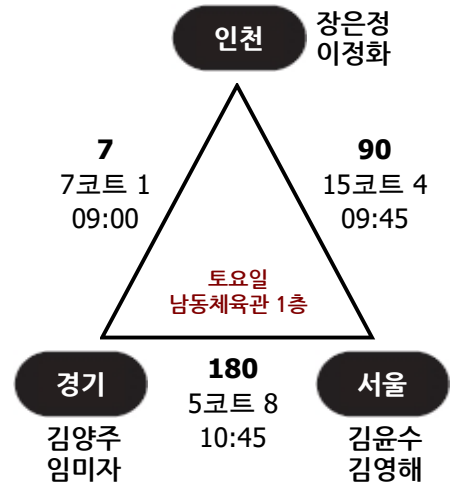 인천
장은정
이정화
7
7코트 1
09:00
90
15코트 4
09:45
토요일
남동체육관 1층
경기
김양주
임미자
180
5코트 8
10:45
서울
김윤수
김영해